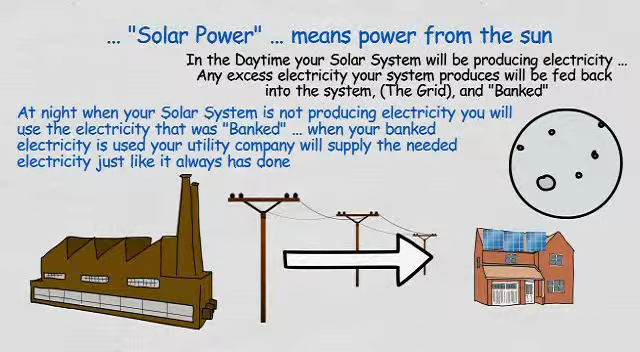 ... "Solar Power" ... means power from the sun
In the Daytime your Solar System will be producing electricity ...
Any excess electricity your system produces will be fed back
into the system, (The Grid), and "Banked"
At night when your Solar System is not producing electricity you will
use the electricity that was "Banked" ... when your banked
electricity is used your utility company will supply the needed
electricity just like it always has done